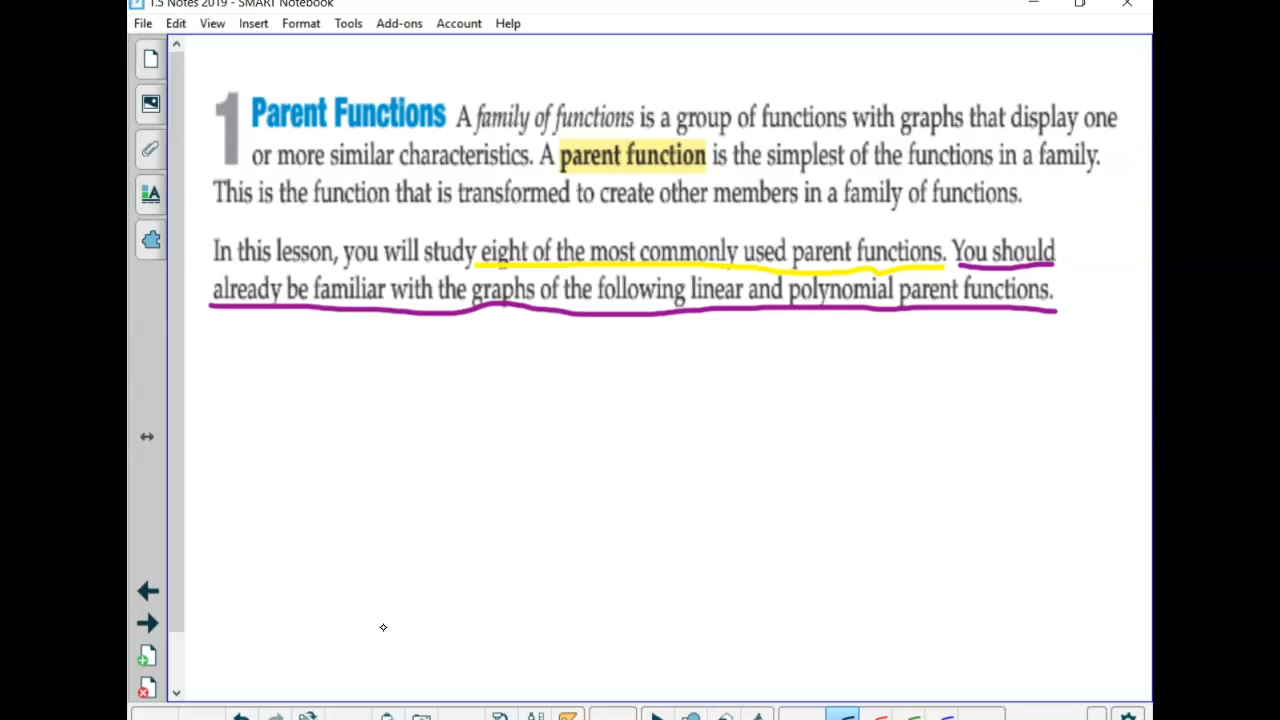 1.5 Notes 2019 - SMART Notebook
File Edit View Insert Format Tools Add-ons Account Help
1 Parent Functions A family of functions is a group of functions with graphs that display one
or more similar characteristics. A parent function is the simplest of the functions in a family.
This is the function that is transformed to create other members in a family of functions.
In this lesson, you will study eight of the most commonly used parent functions. You should
already be familiar with the graphs of the following linear and polynomial parent functions.